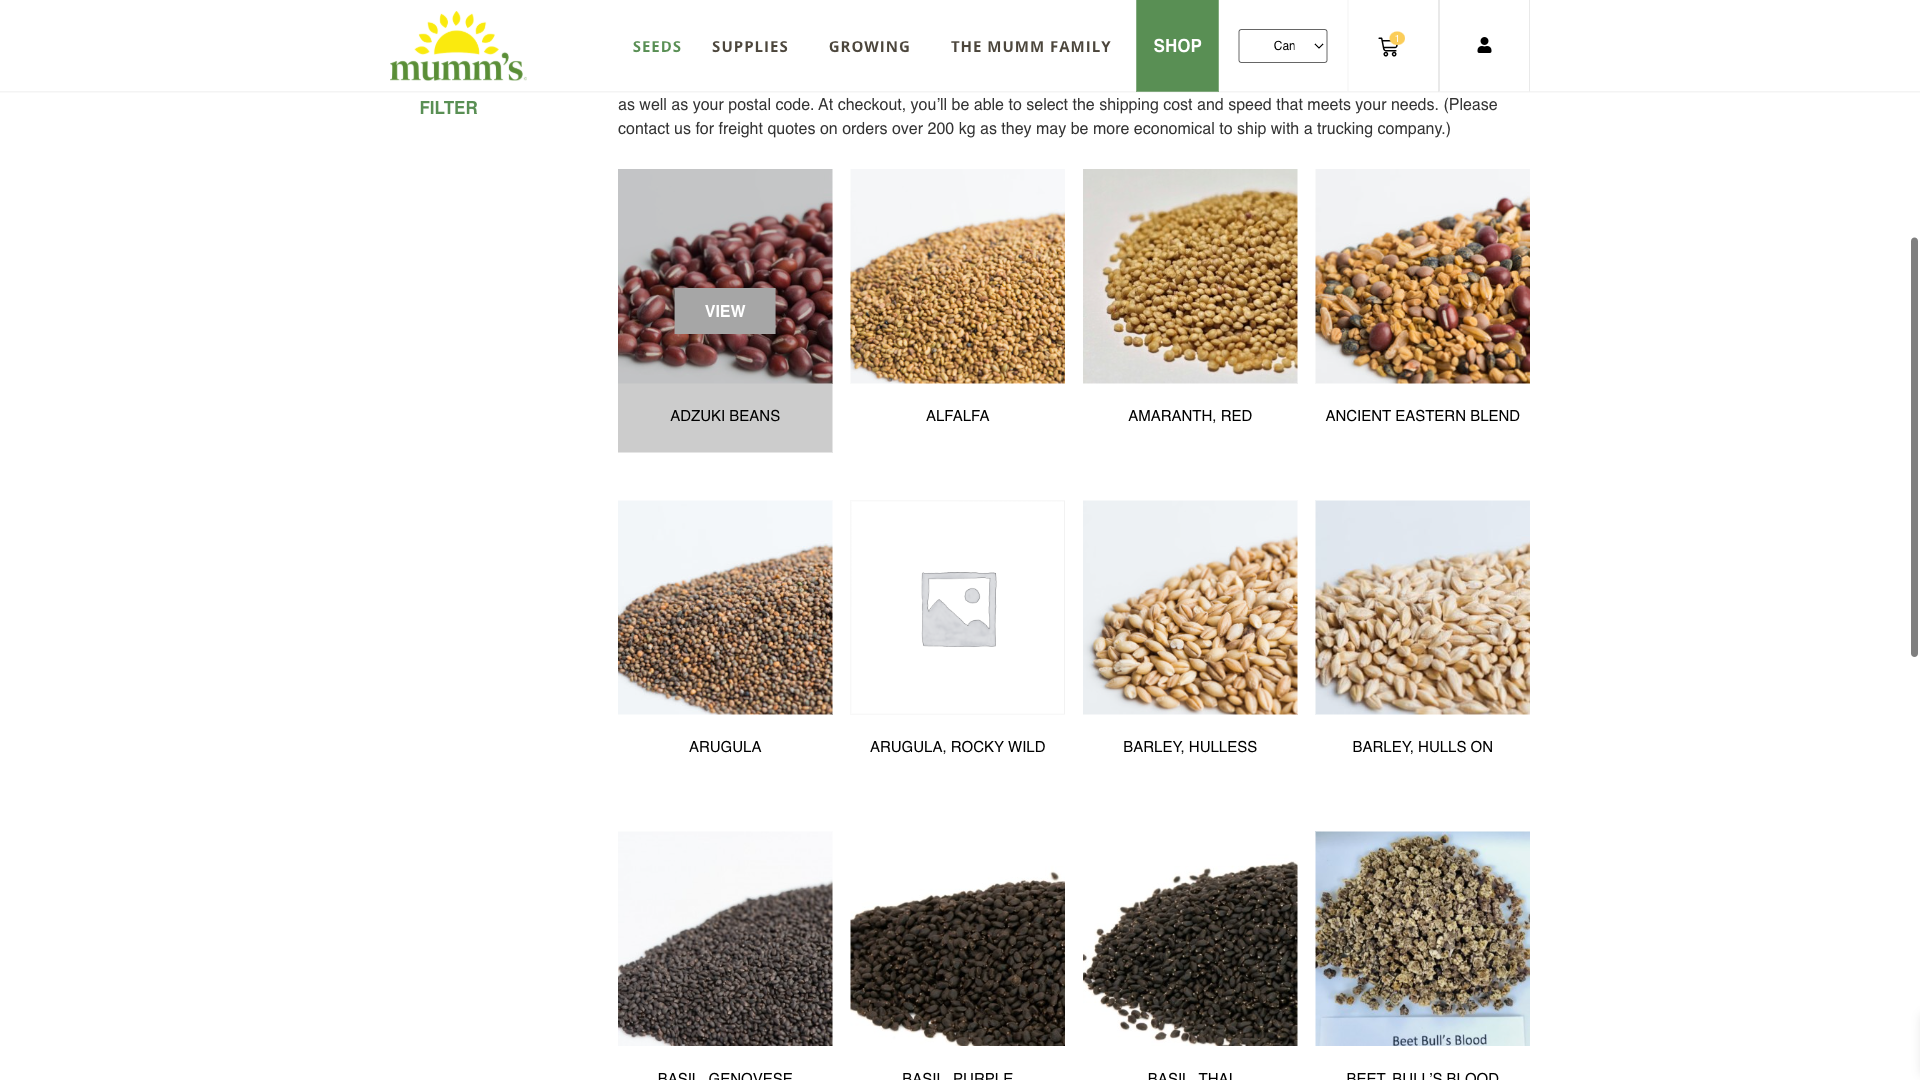 mumm's
SEEDS
SUPPLIES
GROWING
THE MUMM FAMILY
SHOP
Can
1
FILTER
as well as your postal code. At checkout, you’ll be able to select the shipping cost and speed that meets your needs. (Please
contact us for freight quotes on orders over 200 kg as they may be more economical to ship with a trucking company.)
VIEW
ADZUKI BEANS
ALFALFA
AMARANTH, RED
ANCIENT EASTERN BLEND
ARUGULA
ARUGULA, ROCKY WILD
BARLEY, HULLESS
BARLEY, HULLS ON
Beet Bull's Blood
BASIL, GENOVESE
BASIL, PURPLE
BASIL, THAI
BEET, BULL’S BLOOD